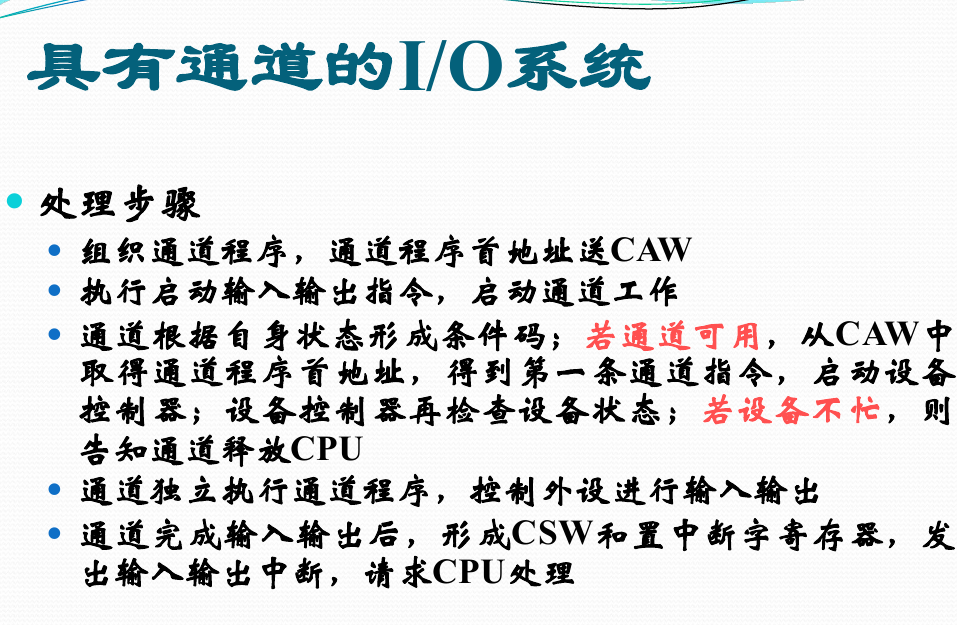 具有通道的I/O系统
处理步骤
组织通道程序，通道程序首地址送CAW
执行启动输入输出指令，启动通道工作
通道根据自身状态形成条件码；若通道可用，从CAW中
取得通道程序首地址，得到第一条通道指令，启动设备
控制器；设备控制器再检查设备状态；若设备不忙，则
告知通道释放CPU
通道独立执行通道程序，控制外设进行输入输出
通道完成输入输出后，形成CSW和置中断字寄存器，发
出输入输出中断，请求CPU处理